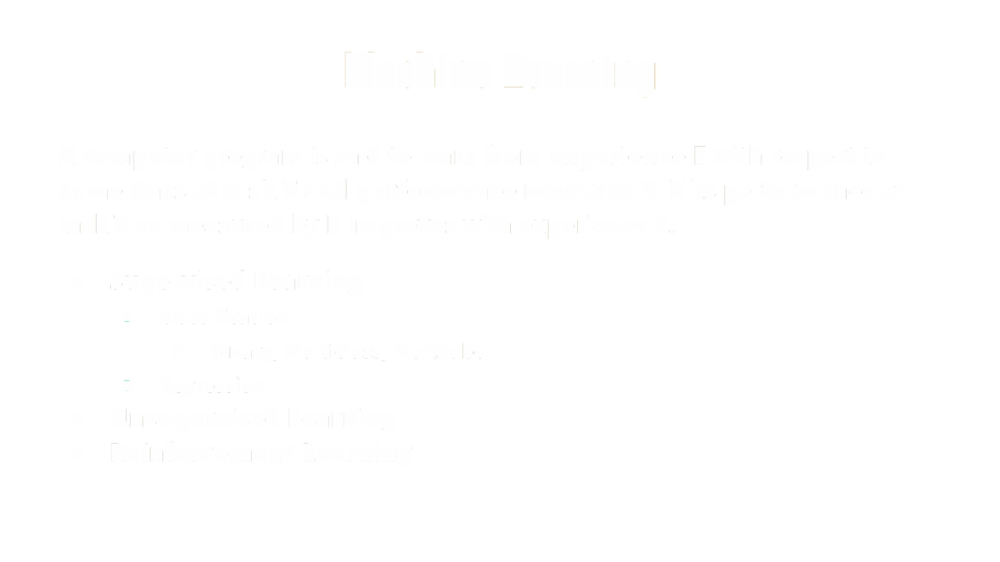 Machine Learning
A computer program is said to learn from experience E with respect to
some class of task T and performance measure P, if its performance at
task T as measured by P improves with experience E.
Supervised Learning
Classification
Binary, Multiclass, Multilabel
Regression
Unsupervised Learning
Reinforcement Learning